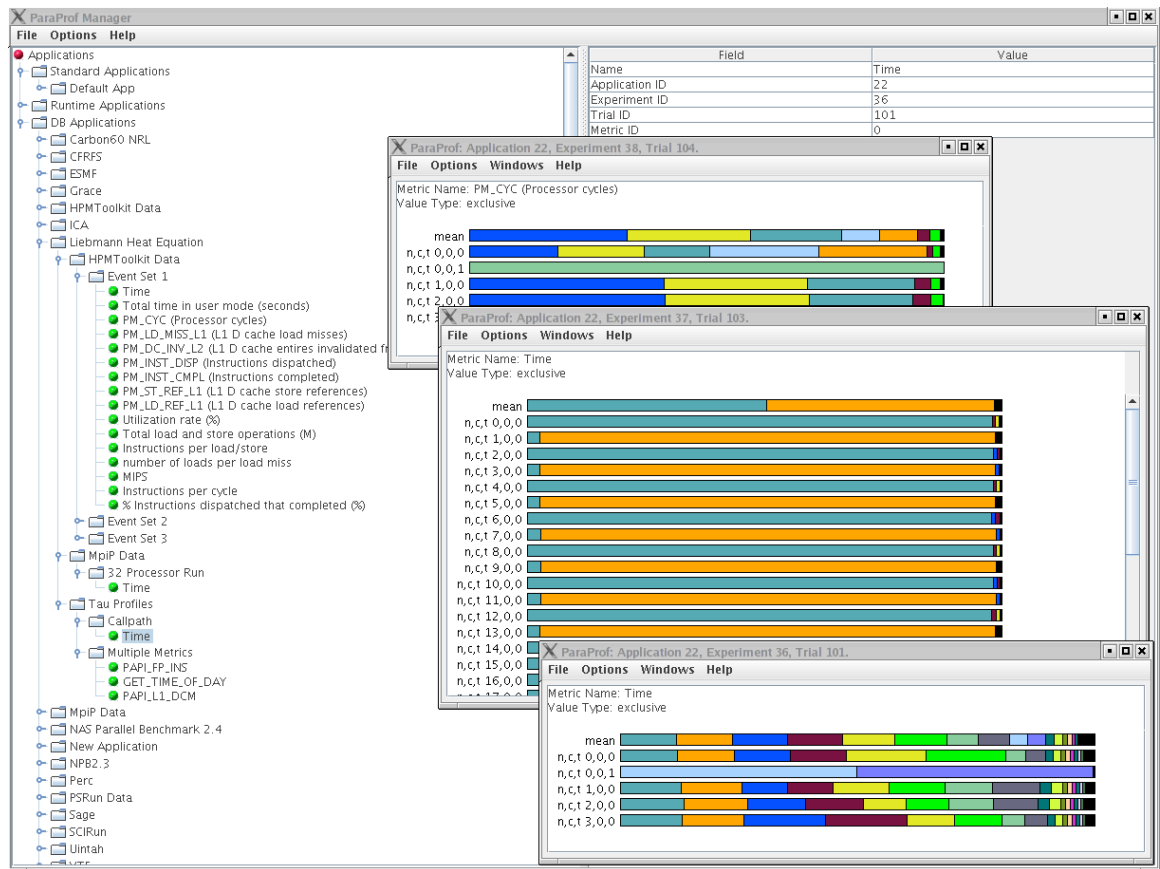 ParaProf Manager
File Options Help
Applications
Standard Applications
Default App
Runtime Applications
DB Applications
Carbon60 NRL
CFRFS
ESMF
Grace
HPMToolkit Data
ICA
Liebmann Heat Equation
HPMToolkit Data
Event Set 1
Time
Total time in user mode (seconds)
PM_CYC (Processor cycles)
PM_LD_MISS_L1 (L1 D cache load misses)
PM_DC_INV_L2 (L1 D cache entires invalidated fr
PM_INST_DISP (Instructions dispatched)
PM_INST_CMPL (Instructions completed)
PM_ST_REF_L1 (L1 D cache store references)
PM_LD_REF_L1 (L1 D cache load references)
Utilization rate (%)
Total load and store operations (M)
Instructions per load/store
number of loads per load miss
MIPS
Instructions per cycle
% Instructions dispatched that completed (%)
Event Set 2
Event Set 3
MpiP Data
32 Processor Run
Time
Tau Profiles
Callpath
Time
Multiple Metrics
PAPI_FP_INS
GET_TIME_OF_DAY
PAPI_L1_DCM
MpiP Data
NAS Parallel Benchmark 2.4
New Application
NPB2.3
Perc
PSRun Data
Sage
SCIRun
Uintah
VTF
Field Value
Name Time
Application ID 22
Experiment ID 36
Trial ID 101
Metric ID 0
ParaProf: Application 22, Experiment 38, Trial 104.
File Options Windows Help
Metric Name: PM_CYC (Processor cycles)
Value Type: exclusive
mean
n,c,t 0,0,0
n,c,t 0,0,1
n,c,t 1,0,0
n,c,t 2,0,0
n,c,t 3
ParaProf: Application 22, Experiment 37, Trial 103.
File Options Windows Help
Metric Name: Time
Value Type: exclusive
mean
n,c,t 0,0,0
n,c,t 1,0,0
n,c,t 2,0,0
n,c,t 3,0,0
n,c,t 4,0,0
n,c,t 5,0,0
n,c,t 6,0,0
n,c,t 7,0,0
n,c,t 8,0,0
n,c,t 9,0,0
n,c,t 10,0,0
n,c,t 11,0,0
n,c,t 12,0,0
n,c,t 13,0,0
n,c,t 14,0,0
n,c,t 15,0,0
n,c,t 16,0,0
n,c,t 17,0,0
ParaProf: Application 22, Experiment 36, Trial 101.
File Options Windows Help
Metric Name: Time
Value Type: exclusive
mean
n,c,t 0,0,0
n,c,t 0,0,1
n,c,t 1,0,0
n,c,t 2,0,0
n,c,t 3,0,0